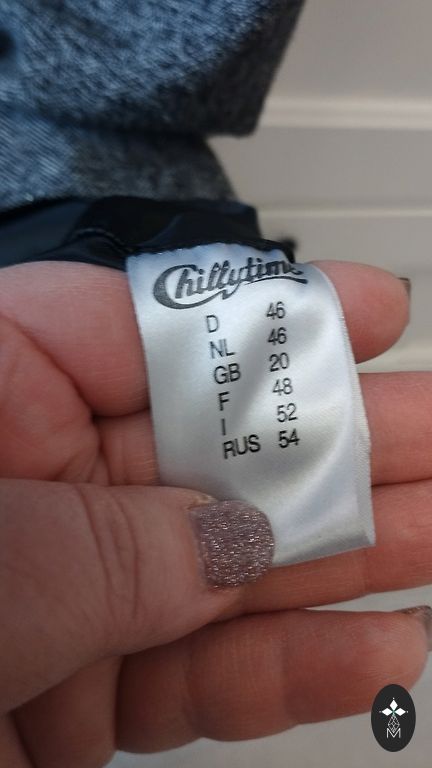 Chillytime
D 46
NL 46
GB 20
F 48
I 52
RUS 54
M